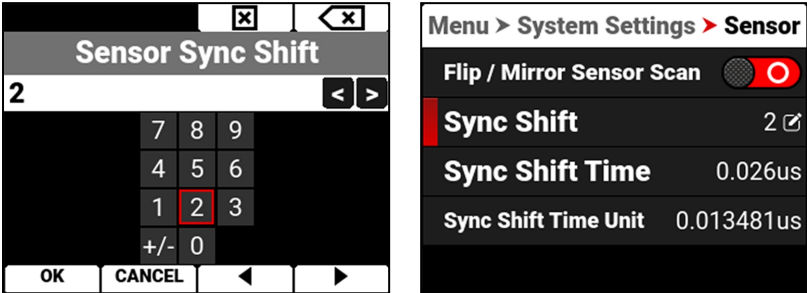 Sensor Sync Shift
2
< >
7 8 9
4 5 6
1 2 3
+/- 0
OK CANCEL
Menu > System Settings > Sensor
Flip / Mirror Sensor Scan
Sync Shift 2
Sync Shift Time 0.026us
Sync Shift Time Unit 0.013481us